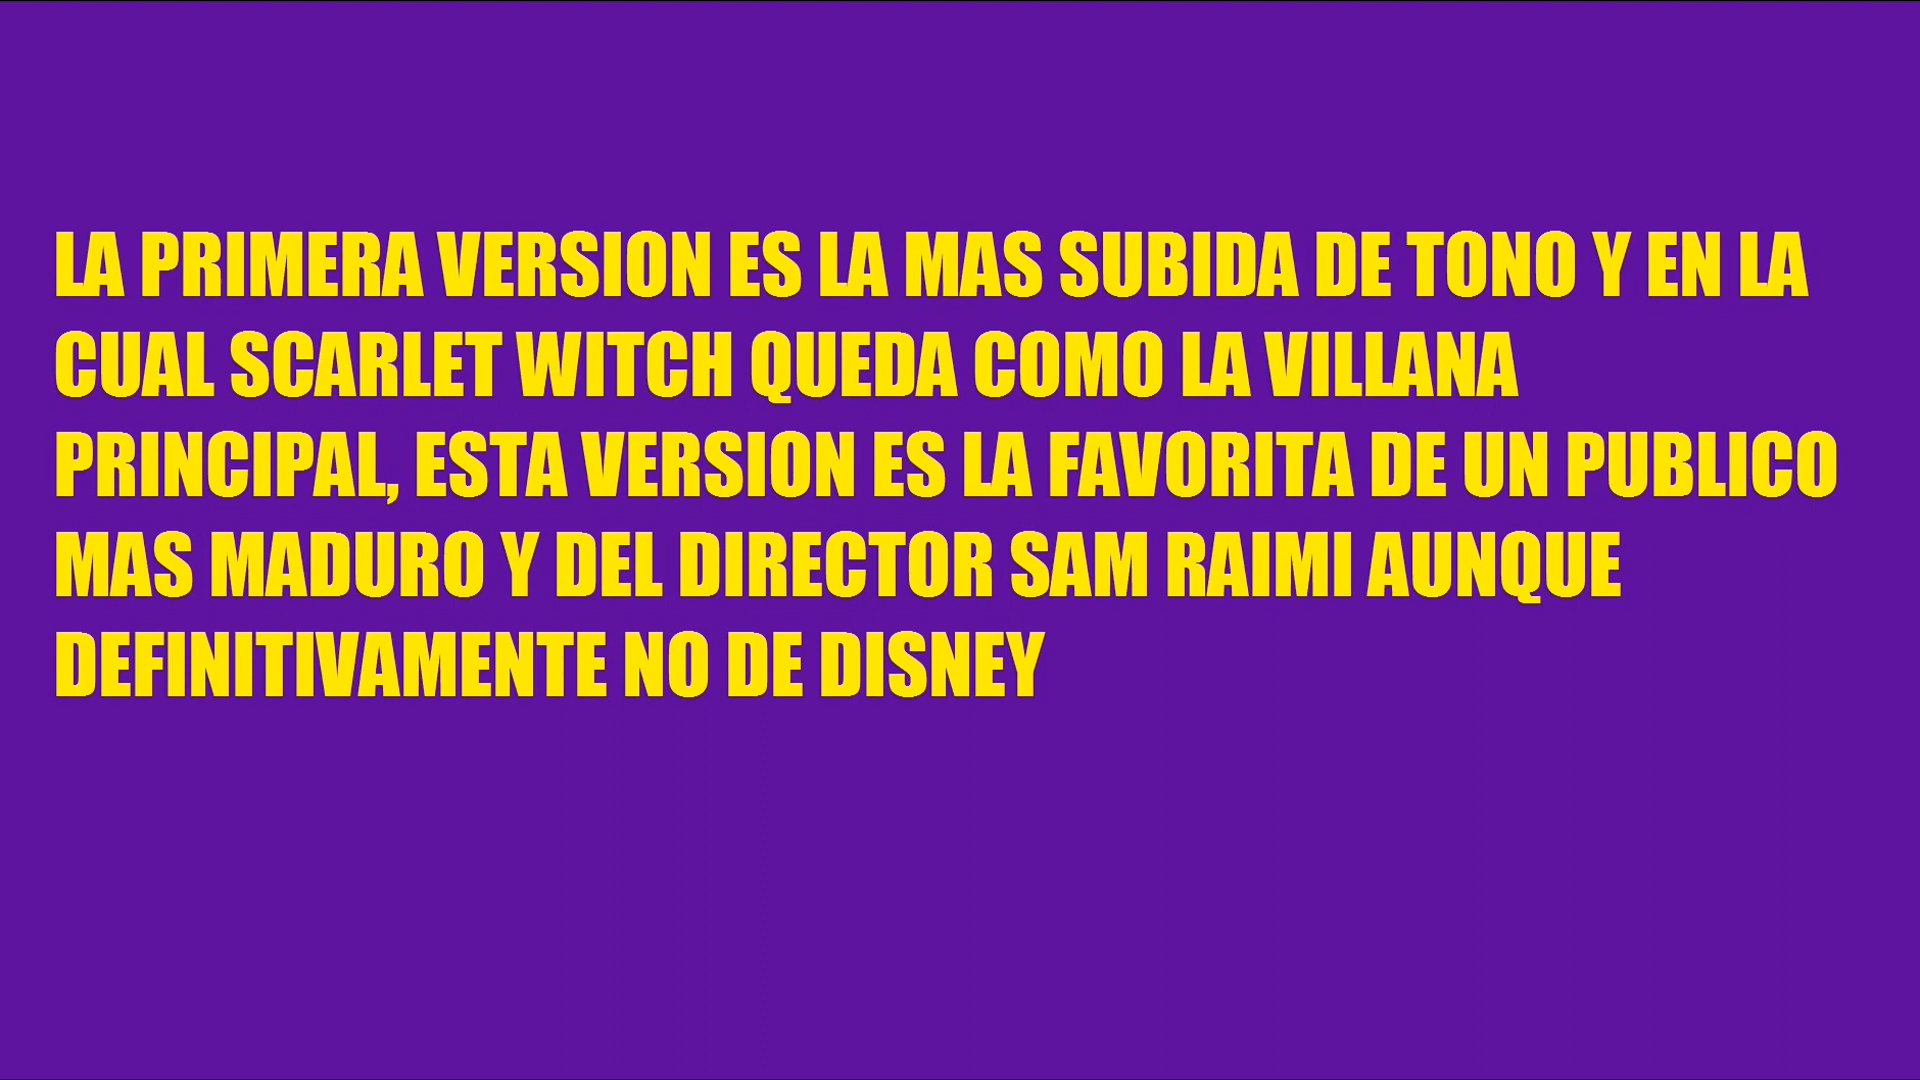 LA PRIMERA VERSION ES LA MAS SUBIDA DE TONO Y EN LA
CUAL SCARLET WITCH QUEDA COMO LA VILLANA
PRINCIPAL, ESTA VERSION ES LA FAVORITA DE UN PUBLICO
MAS MADURO Y DEL DIRECTOR SAM RAIMI AUNQUE
DEFINITIVAMENTE NO DE DISNEY